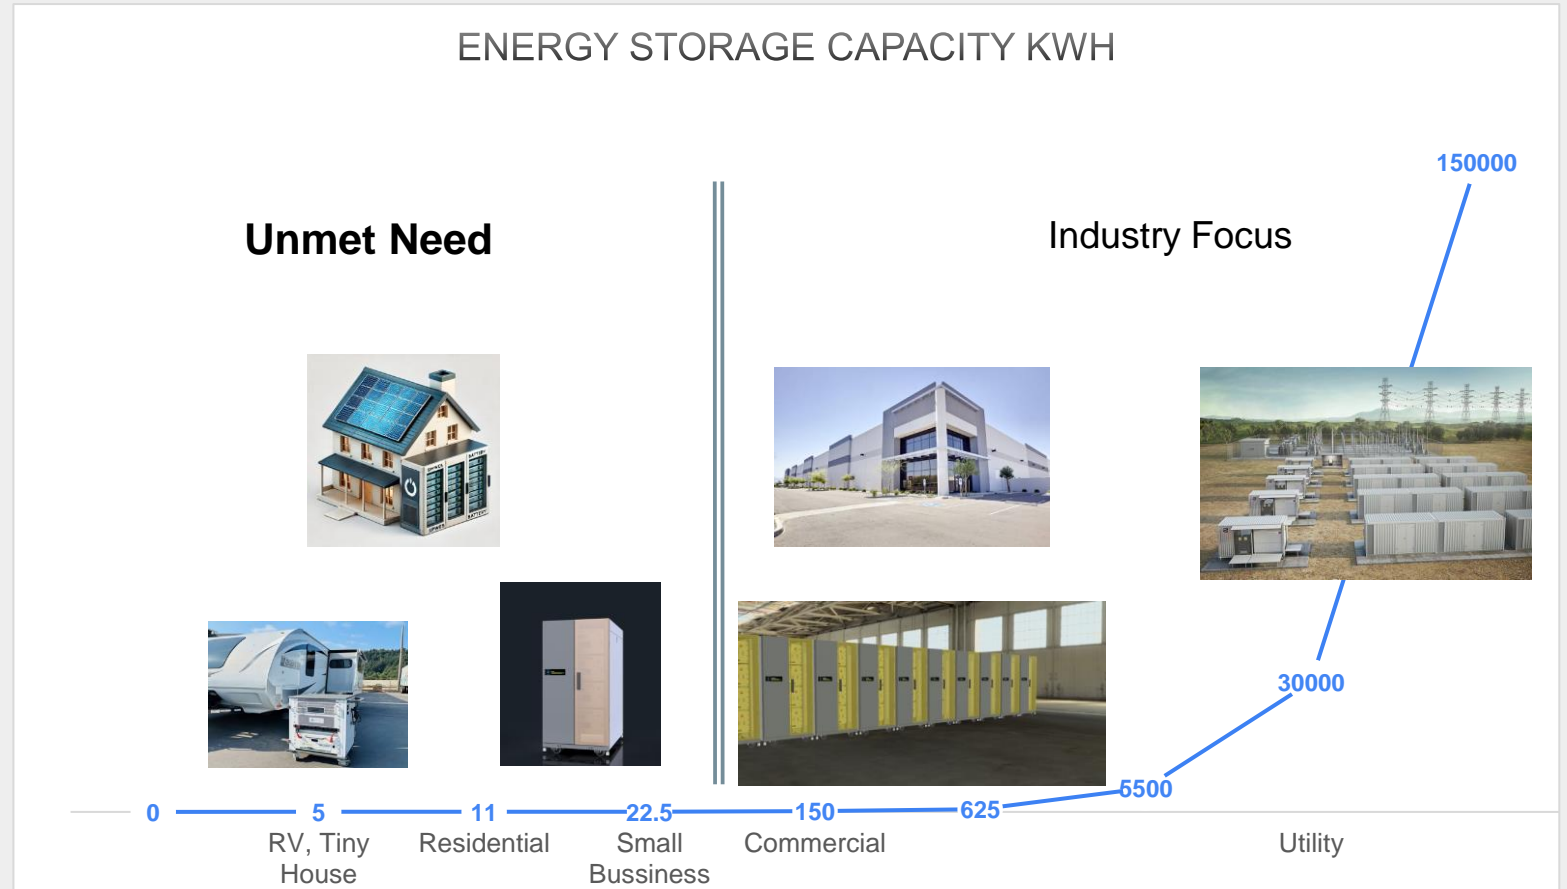 ENERGY STORAGE CAPACITY KWH
150000
Unmet Need
Industry Focus
30000
5500
0
5
11
22.5
150
625
RV, Tiny
House
Residential
Small
Bussiness
Commercial
Utility